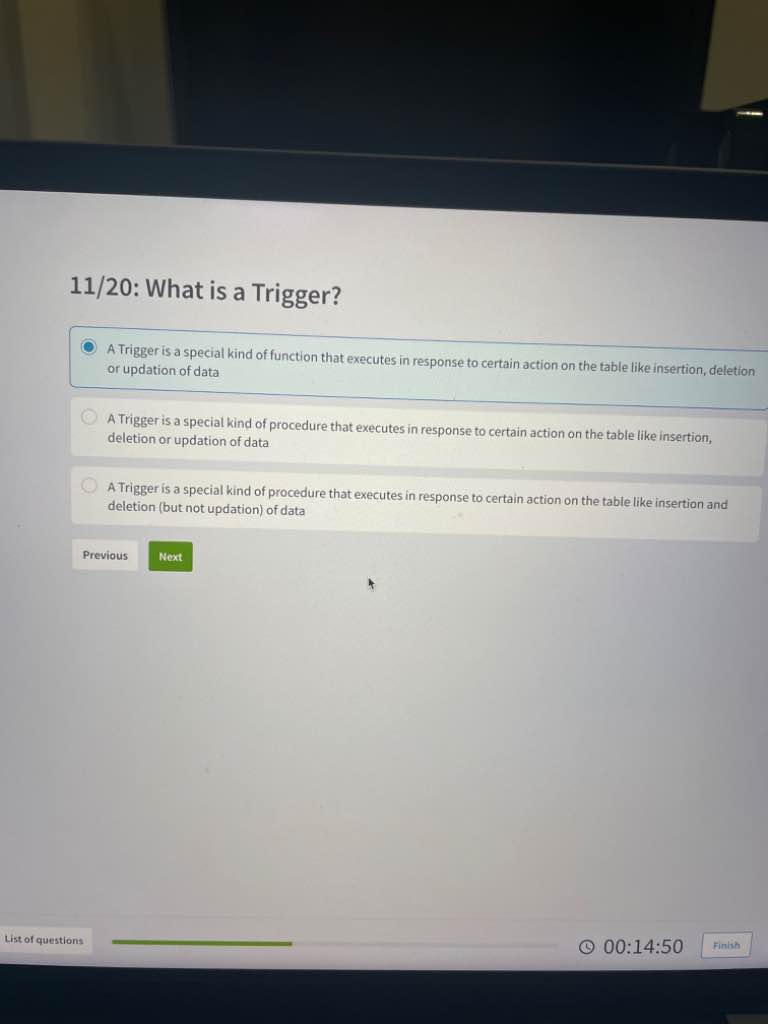 11/20: What is a Trigger?
A Trigger is a special kind of function that executes in response to certain action on the table like insertion, deletion
or updation of data
A Trigger is a special kind of procedure that executes in response to certain action on the table like insertion,
deletion or updation of data
A Trigger is a special kind of procedure that executes in response to certain action on the table like insertion and
deletion (but not updation) of data
Previous Next
List of questions 00:14:50 Finish